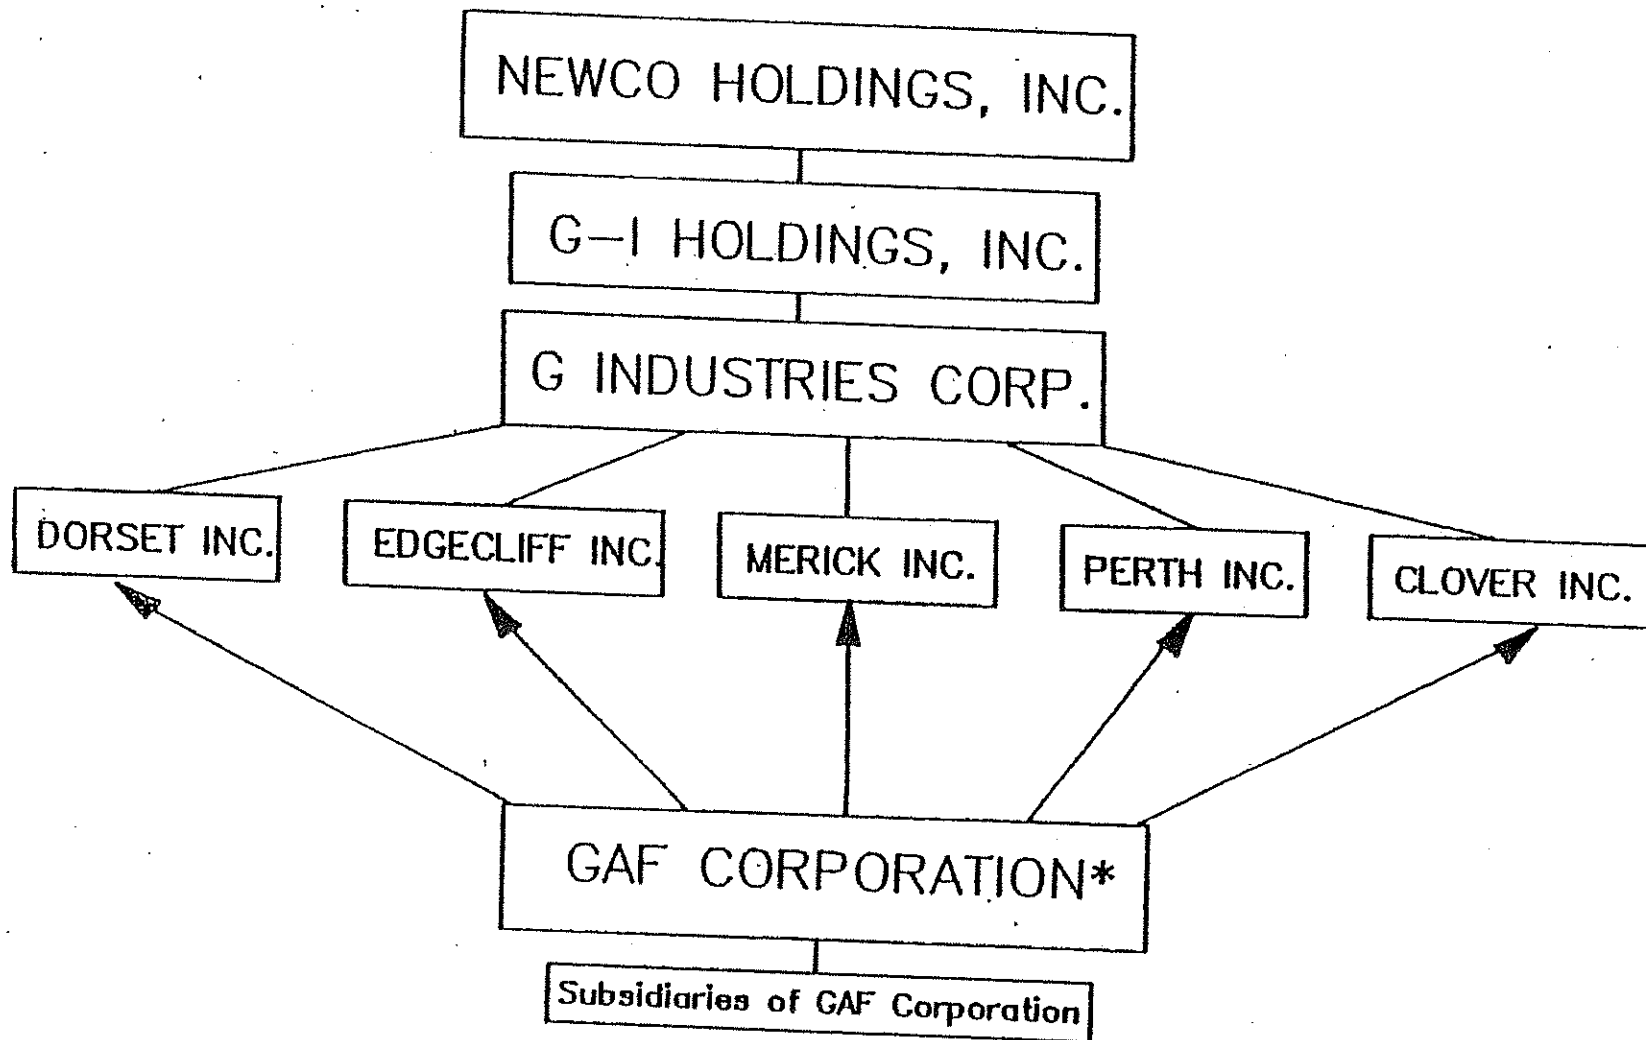 NEWCO HOLDINGS, INC.
G-I HOLDINGS, INC.
G INDUSTRIES CORP.
DORSET INC.
EDGECLIFF INC.
MERICK INC.
PERTH INC.
CLOVER INC.
GAF CORPORATION*
Subsidiaries of GAF Corporation